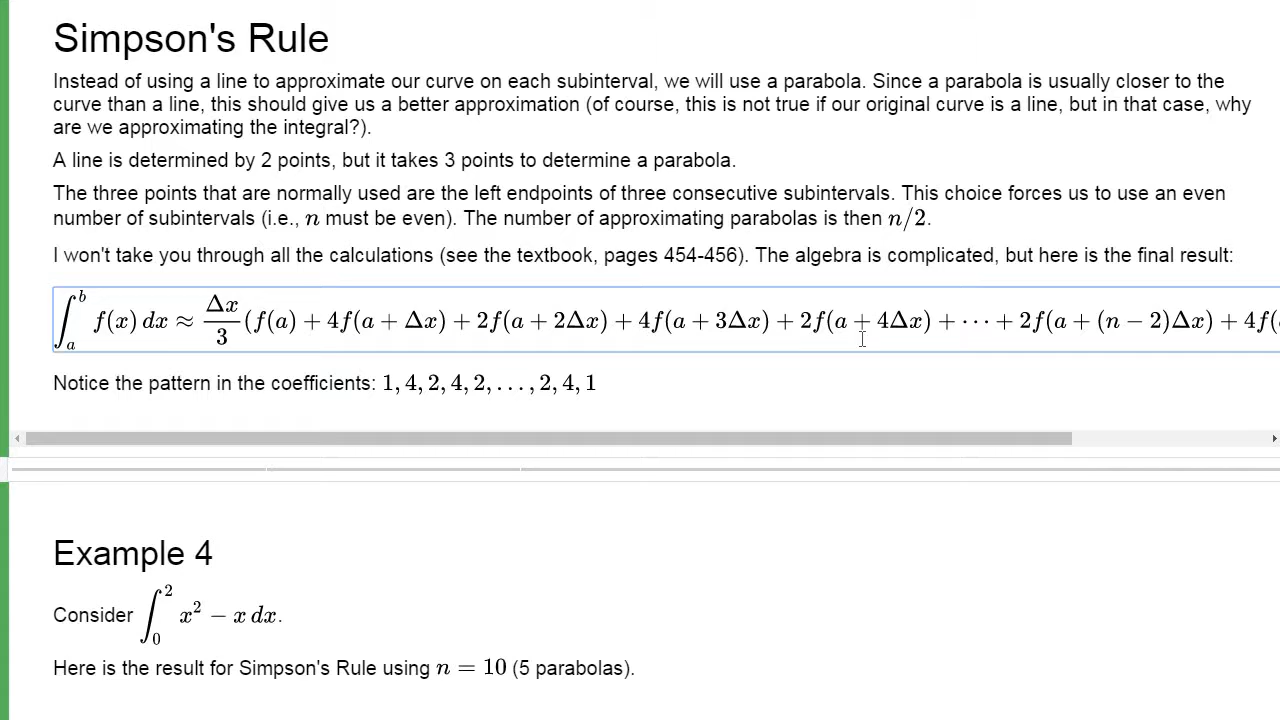 Simpson's Rule
Instead of using a line to approximate our curve on each subinterval, we will use a parabola. Since a parabola is usually closer to the
curve than a line, this should give us a better approximation (of course, this is not true if our original curve is a line, but in that case, why
are we approximating the integral?).
A line is determined by 2 points, but it takes 3 points to determine a parabola.
The three points that are normally used are the left endpoints of three consecutive subintervals. This choice forces us to use an even
number of subintervals (i.e., n must be even). The number of approximating parabolas is then n/2.
I won't take you through all the calculations (see the textbook, pages 454-456). The algebra is complicated, but here is the final result:
∫_a^b f(x) dx ≈ Δx/3 (f(a) + 4f(a + Δx) + 2f(a + 2Δx) + 4f(a + 3Δx) + 2f(a + 4Δx) + ⋯ + 2f(a + (n − 2)Δx) + 4f(
Notice the pattern in the coefficients: 1, 4, 2, 4, 2, . . . , 2, 4, 1
Example 4
Consider ∫_0^2 x² − x dx.
Here is the result for Simpson's Rule using n = 10 (5 parabolas).